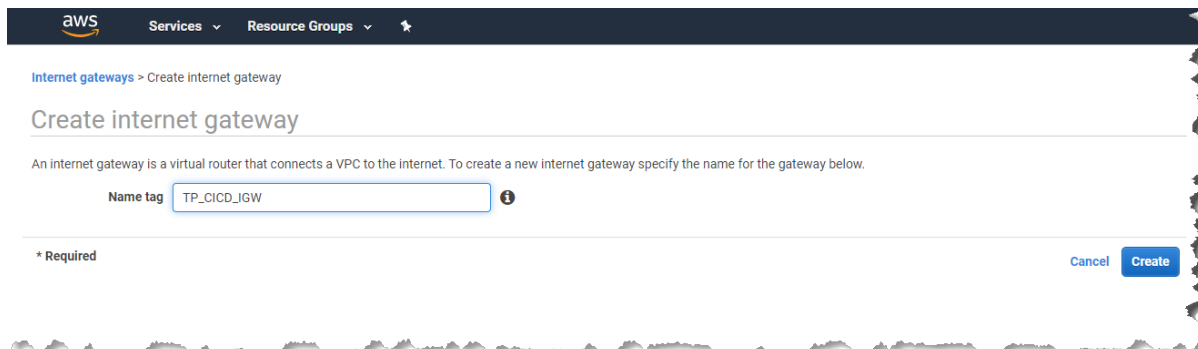 aws Services Resource Groups
Internet gateways > Create internet gateway
Create internet gateway
An internet gateway is a virtual router that connects a VPC to the internet. To create a new internet gateway specify the name for the gateway below.
Name tag TP_CICD_IGW
* Required Cancel Create